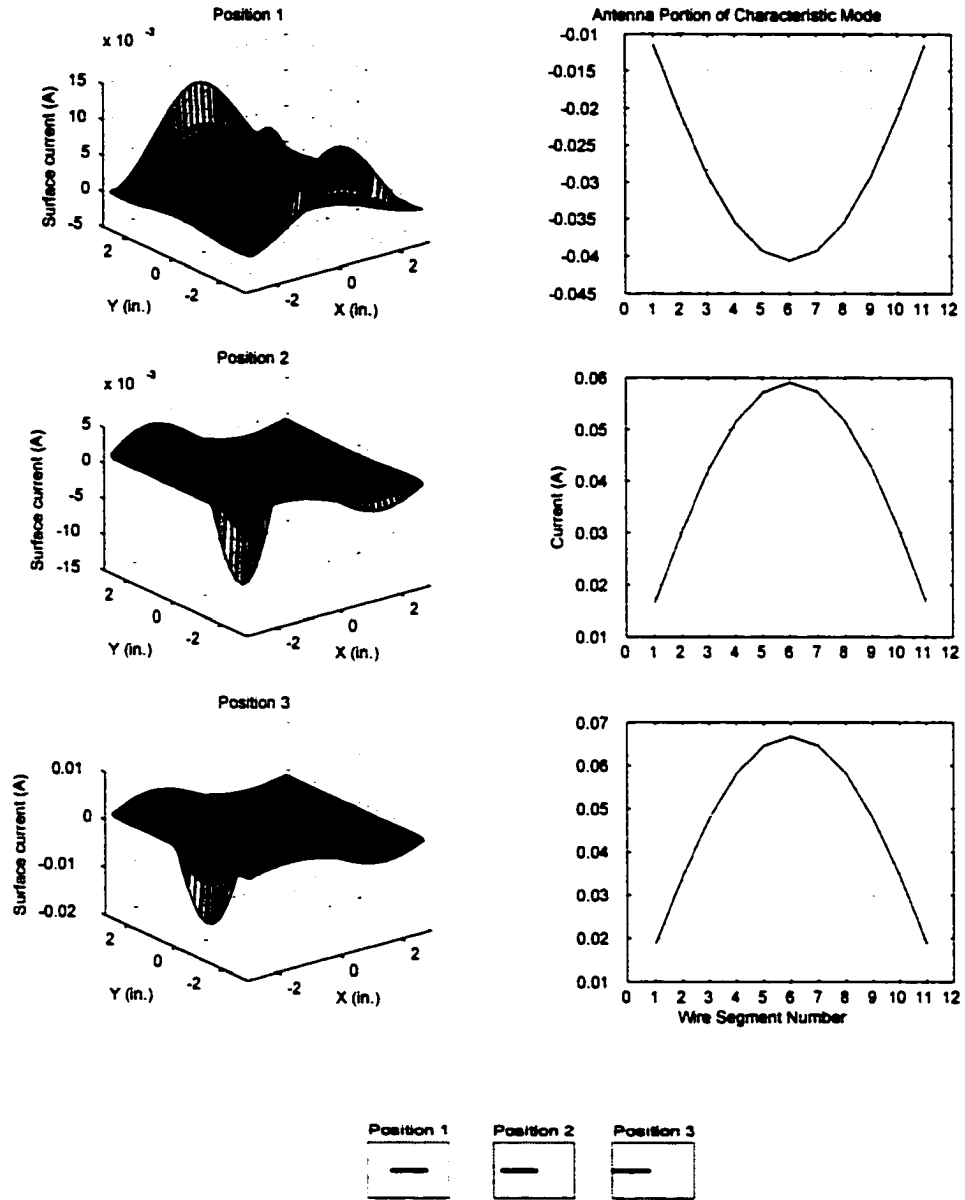 Position 1
x 10 -3
Surface current (A)
15
10
5
0
-5
2
0
-2
Y (in.)
-2
0
2
X (in.)
Antenna Portion of Characteristic Mode
-0.01
-0.015
-0.02
-0.025
-0.03
-0.035
-0.04
-0.045
0 1 2 3 4 5 6 7 8 9 10 11 12
Position 2
x 10 -3
Surface current (A)
5
0
-5
-10
-15
2
0
-2
Y (in.)
-2
0
2
X (in.)
Current (A)
0.06
0.05
0.04
0.03
0.02
0.01
0 1 2 3 4 5 6 7 8 9 10 11 12
Position 3
Surface current (A)
0.01
0
-0.01
-0.02
2
0
-2
Y (in.)
-2
0
2
X (in.)
0.07
0.06
0.05
0.04
0.03
0.02
0.01
0 1 2 3 4 5 6 7 8 9 10 11 12
Wire Segment Number
Position 1
Position 2
Position 3